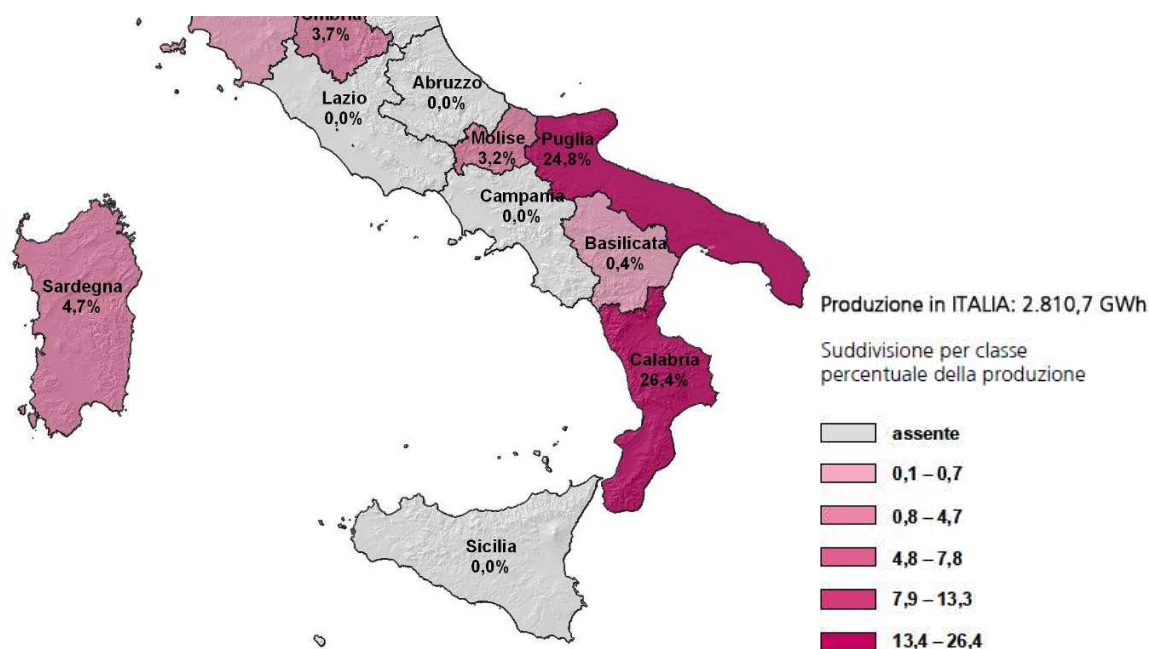 Umbria
3,7%
Abruzzo
0,0%
Lazio
0,0%
Molise
3,2%
Puglia
24,8%
Campania
0,0%
Basilicata
0,4%
Sardegna
4,7%
Calabria
26,4%
Sicilia
0,0%
Produzione in ITALIA: 2.810,7 GWh
Suddivisione per classe
percentuale della produzione
assente
0,1 – 0,7
0,8 – 4,7
4,8 – 7,8
7,9 – 13,3
13,4 – 26,4